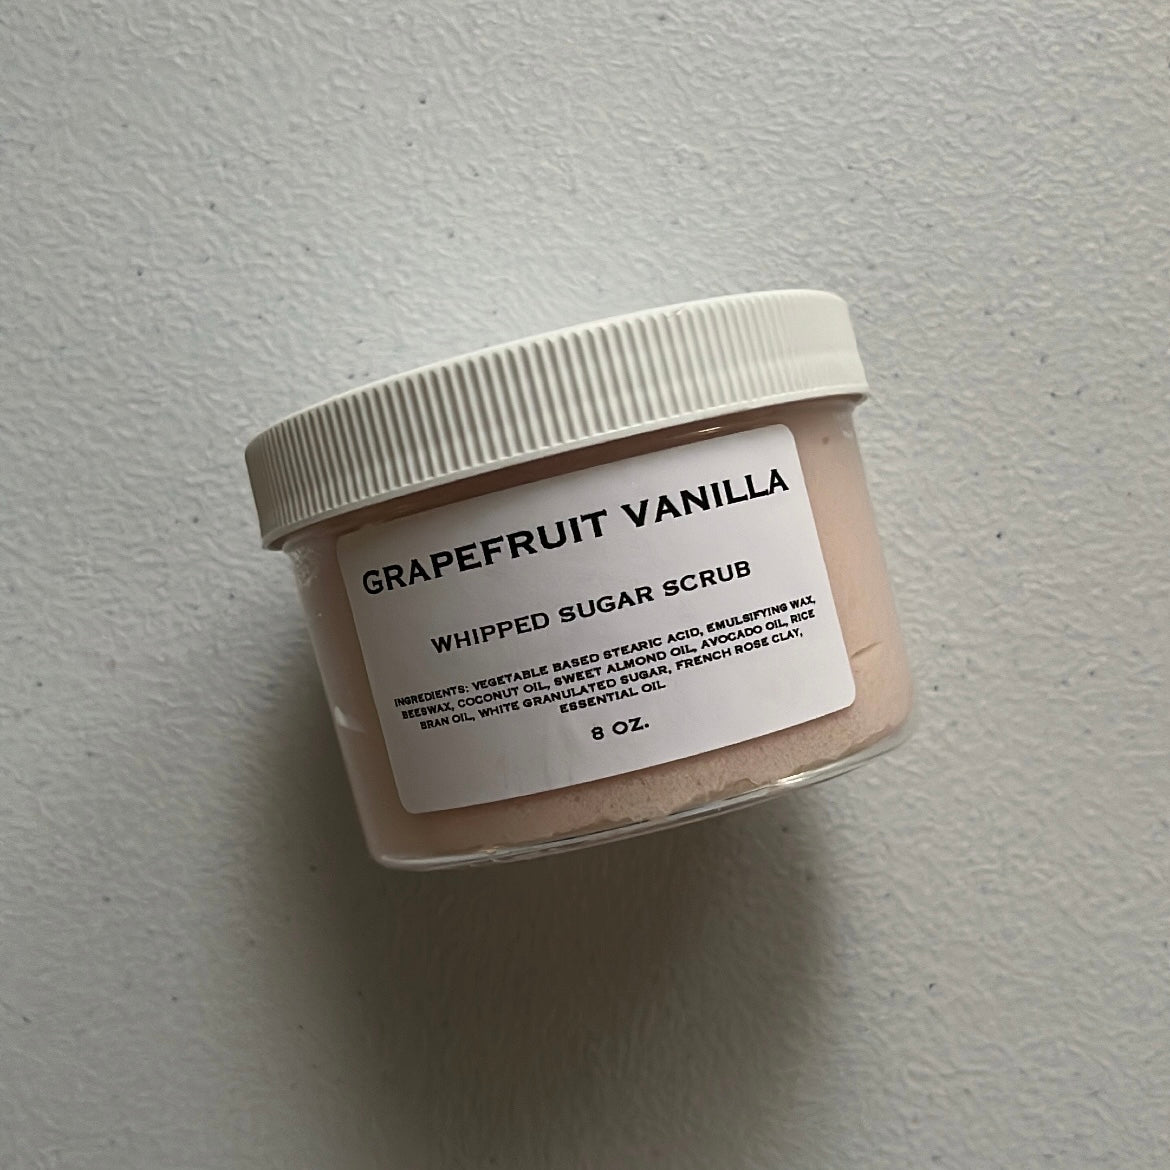 GRAPEFRUIT VANILLA
WHIPPED SUGAR SCRUB
INGREDIENTS: VEGETABLE BASED STEARIC ACID, EMULSIFYING WAX,
BEESWAX, COCONUT OIL, SWEET ALMOND OIL, AVOCADO OIL, RICE
BRAN OIL, WHITE GRANULATED SUGAR, FRENCH ROSE CLAY,
ESSENTIAL OIL
8 OZ.